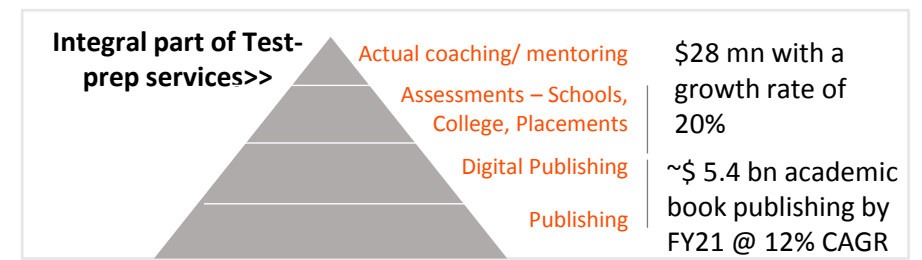 Integral part of Test-
prep services>>
Actual coaching/ mentoring
Assessments – Schools,
College, Placements
Digital Publishing
Publishing
$28 mn with a
growth rate of
20%
~$ 5.4 bn academic
book publishing by
FY21 @ 12% CAGR